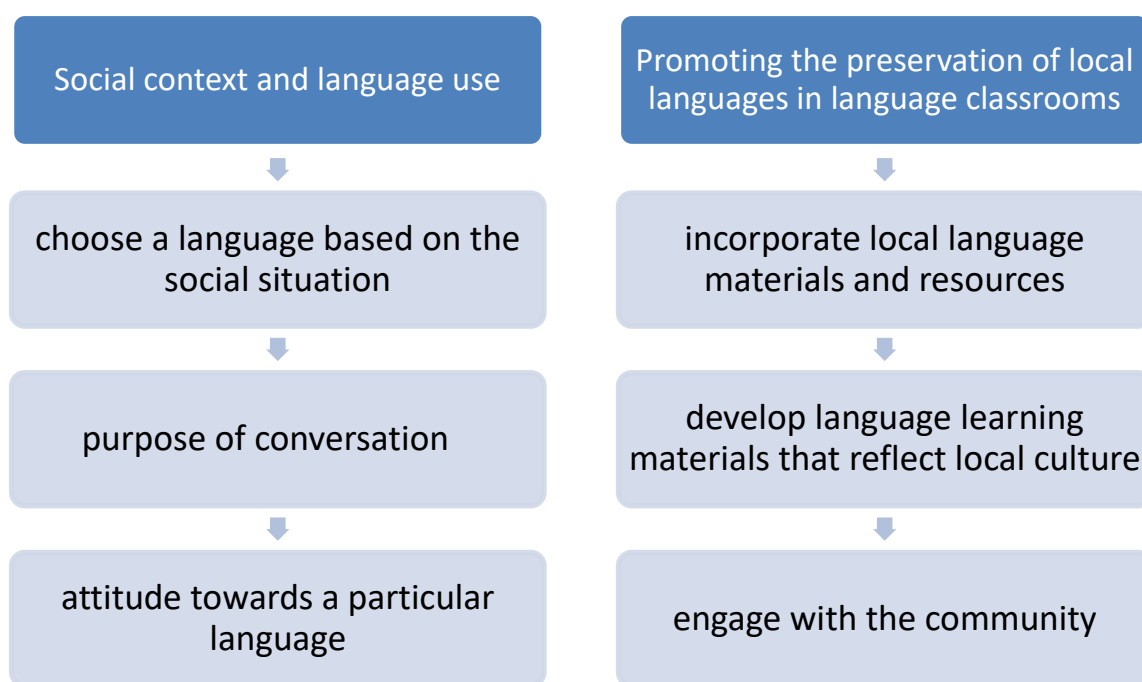 Social context and language use
choose a language based on the
social situation
purpose of conversation
attitude towards a particular
language
Promoting the preservation of local
languages in language classrooms
incorporate local language
materials and resources
develop language learning
materials that reflect local culture
engage with the community